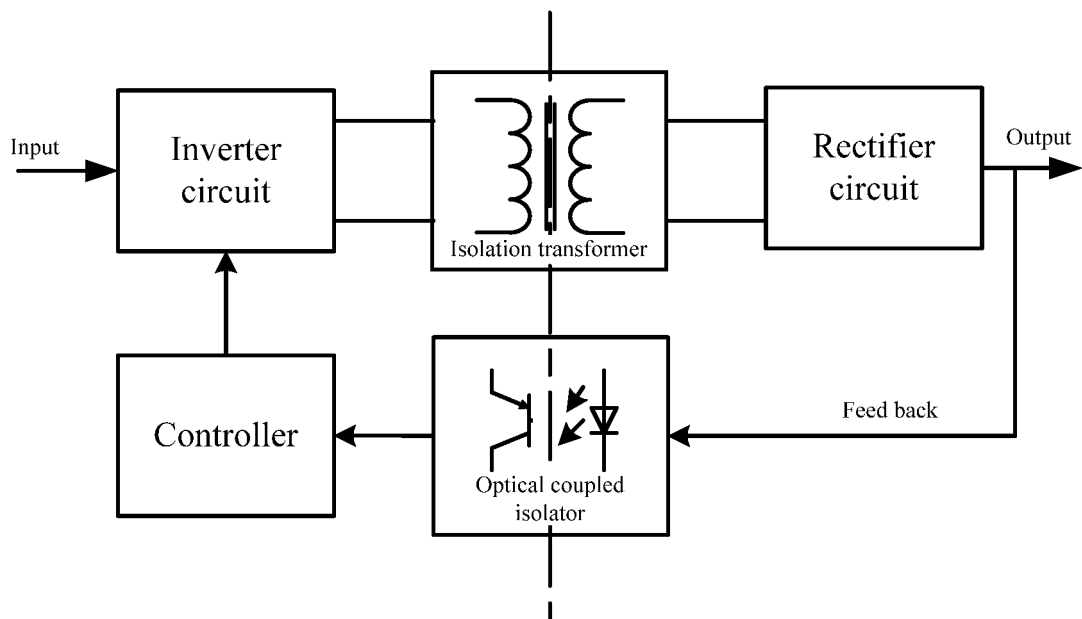 Input
Inverter
circuit
Isolation transformer
Rectifier
circuit
Output
Controller
Optical coupled
isolator
Feed back